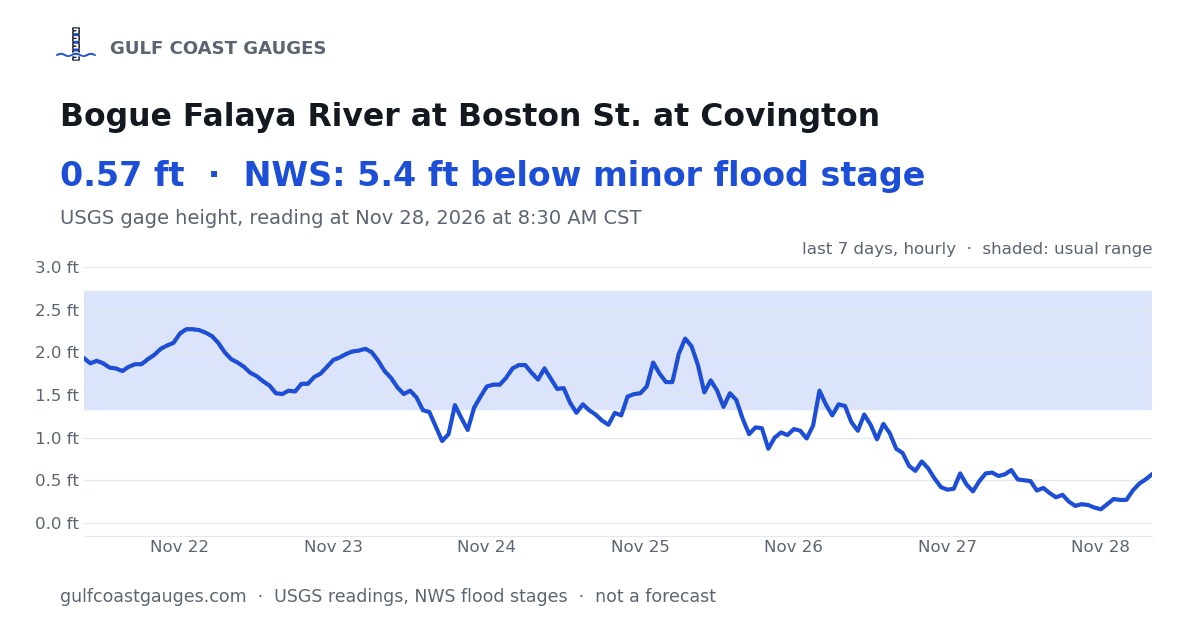 GULF COAST GAUGES
Bogue Falaya River at Boston St. at Covington
0.57 ft · NWS: 5.4 ft below minor flood stage
USGS gage height, reading at Nov 28, 2026 at 8:30 AM CST
last 7 days, hourly · shaded: usual range
3.0 ft
2.5 ft
2.0 ft
1.5 ft
1.0 ft
0.5 ft
0.0 ft
Nov 22 Nov 23 Nov 24 Nov 25 Nov 26 Nov 27 Nov 28
gulfcoastgauges.com · USGS readings, NWS flood stages · not a forecast